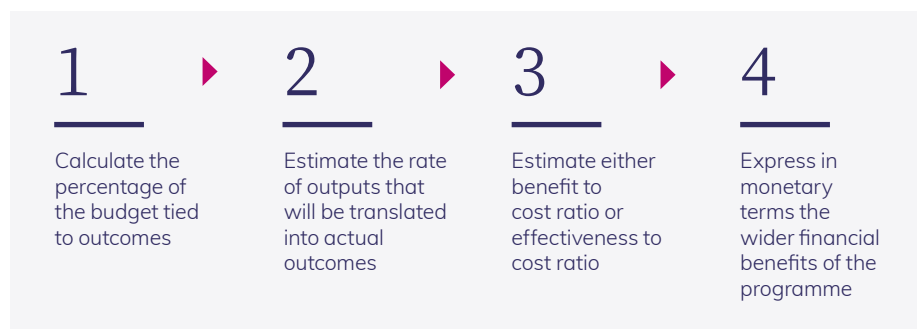 1
Calculate the
percentage of
the budget tied
to outcomes
2
Estimate the rate
of outputs that
will be translated
into actual
outcomes
3
Estimate either
benefit to
cost ratio or
effectiveness to
cost ratio
4
Express in
monetary
terms the
wider financial
benefits of the
programme